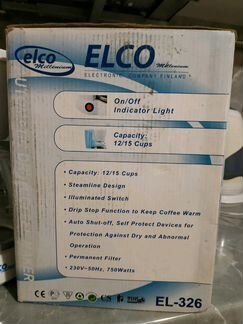 elco
Millenium
ELCO
Millenium
ELECTRONIC COMPANY FINLAND
On/Off
Indicator Light
Capacity:
12/15 Cups
• Capacity: 12/15 Cups
• Steamline Design
• Illuminated Switch
• Drip Stop Function to Keep Coffee Warm
• Auto Shut-off, Self Protect Devices for
Protection Against Dry and Abnormal
Operation
• Permanent Filter
• 230V~50Hz, 750Watts
CE
EL-326